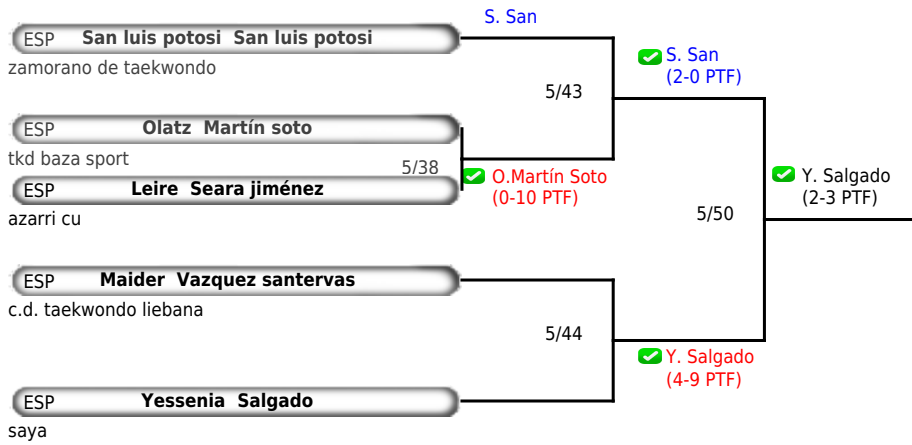 S. San
ESP San luis potosi San luis potosi
zamorano de taekwondo
S. San
(2-0 PTF)
5/43
ESP Olatz Martín soto
tkd baza sport
5/38
O.Martín Soto
(0-10 PTF)
Y. Salgado
(2-3 PTF)
ESP Leire Seara jiménez
azarri cu
5/50
ESP Maider Vazquez santervas
c.d. taekwondo liebana
5/44
Y. Salgado
(4-9 PTF)
ESP Yessenia Salgado
saya